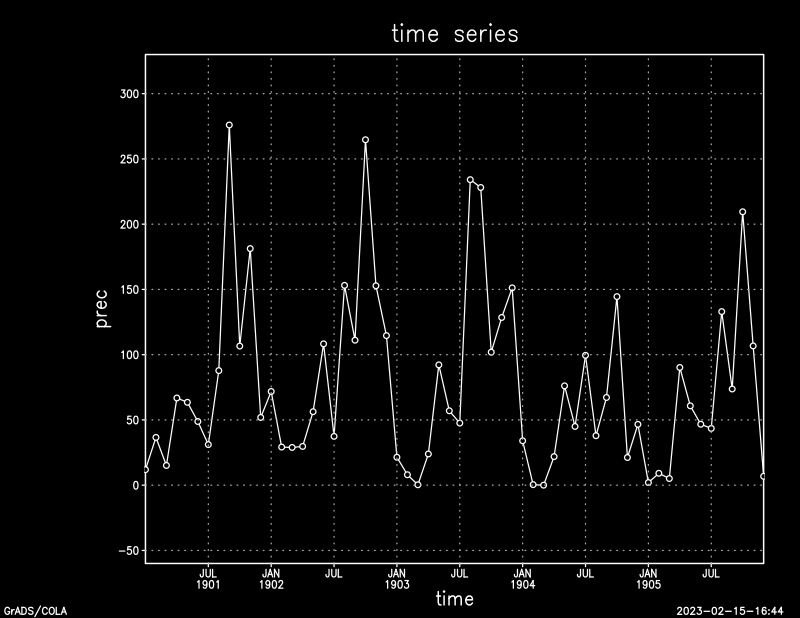 time series
prec
300
250
200
150
100
50
0
-50
JUL JAN JUL JAN JUL JAN JUL JAN JUL
1901 1902 1903 1904 1905
time
GrADS/COLA 2023-02-15-16:44